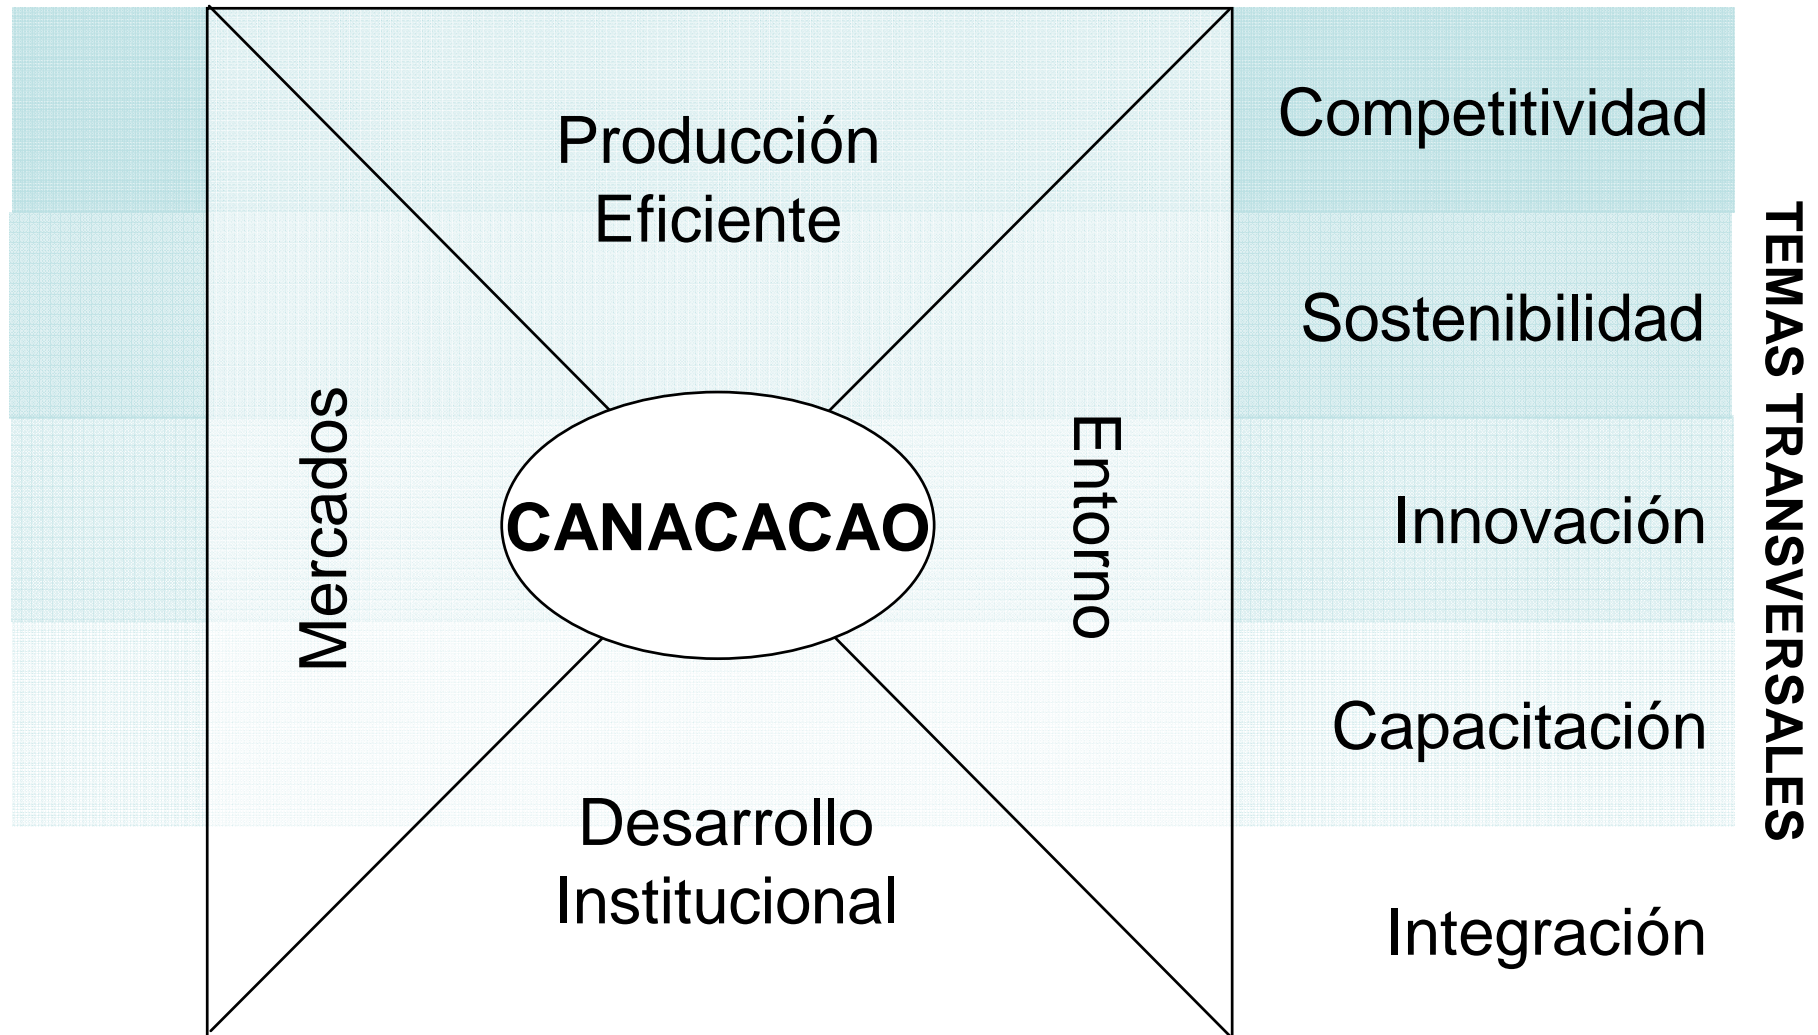 Producción
Eficiente
Mercados
CANACACAO
Entorno
Desarrollo
Institucional
Competitividad
Sostenibilidad
Innovación
Capacitación
Integración
TEMAS TRANSVERSALES